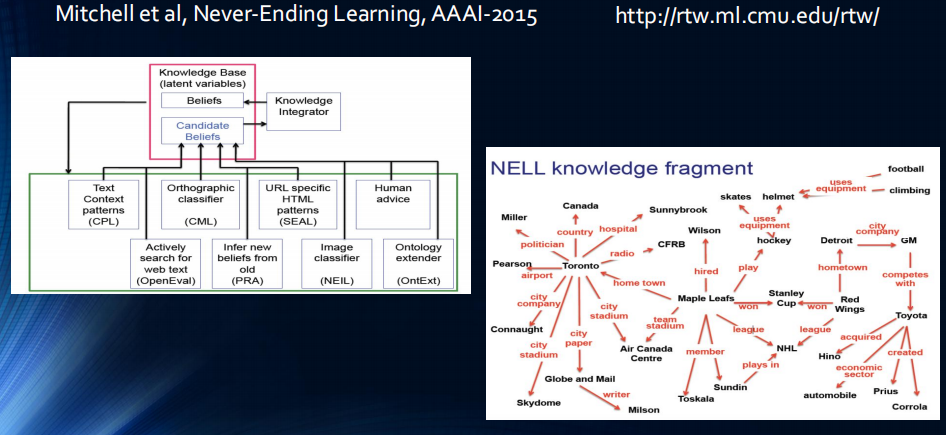 Mitchell et al, Never-Ending Learning, AAAI-2015
http://rtw.ml.cmu.edu/rtw/
Knowledge Base
(latent variables)
Beliefs
Candidate
Beliefs
Knowledge
Integrator
Text
Context
patterns
(CPL)
Orthographic
classifier
(CML)
URL specific
HTML
patterns
(SEAL)
Human
advice
Actively
search for
web text
(OpenEval)
Infer new
beliefs from
old
(PRA)
Image
classifier
(NEIL)
Ontology
extender
(OntExt)
NELL knowledge fragment
football
uses
equipment
climbing
skates
helmet
Canada
Sunnybrook
Miller
uses
equipment
city
company
country
hospital
Wilson
politician
CFRB
radio
hockey
Detroit
GM
Pearson
airport
Toronto
hired
play
hometown
competes
with
home town
Maple Leafs
Stanley
Cup
won
won
Red
Wings
Toyota
city
company
city
stadium
team
stadium
league
league
acquired
Connaught
city
paper
city
stadium
Air Canada
Centre
member
NHL
Hino
created
plays in
economic
sector
Globe and Mail
Sundin
writer
Toskala
automobile
Prius
Skydome
Milson
Corrola